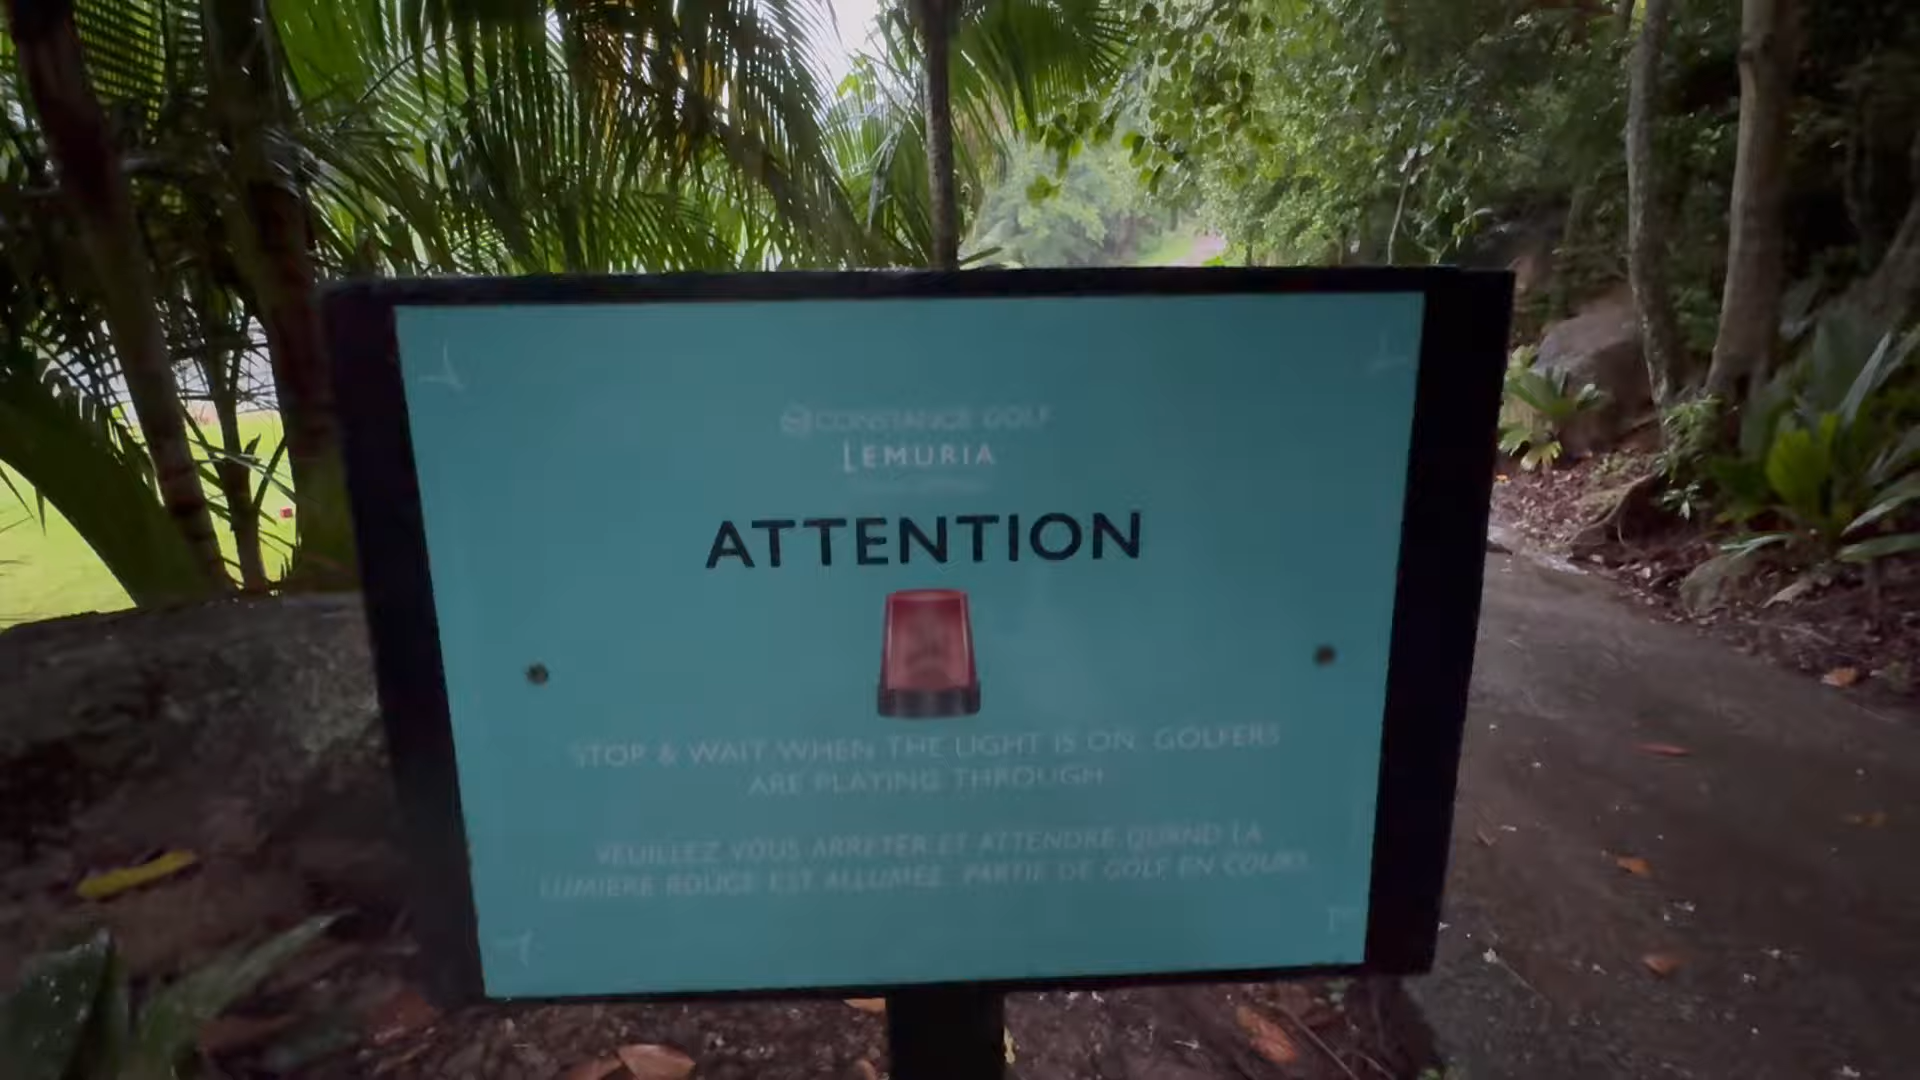 CONSTANCE GOLF
LEMURIA
ATTENTION
STOP & WAIT WHEN THE LIGHT IS ON. GOLFERS
ARE PLAYING THROUGH
VEUILLEZ VOUS ARRETER ET ATTENDRE QUAND LA
LUMIERE ROUGE EST ALLUMEE. PARTIE DE GOLF EN COURS